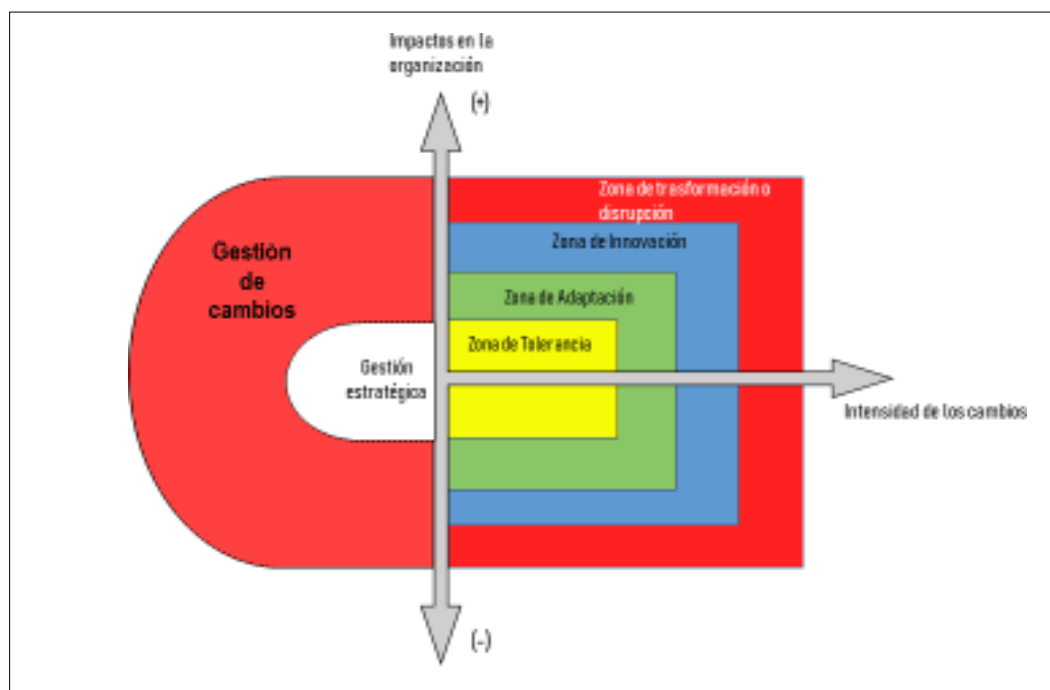 Impactos en la
organización
(+)
Zona de trasformación o
disrupción
Zona de Innovación
Gestión
de
cambios
Zona de Adaptación
Zona de Tolerancia
Gestión
estratégica
Intensidad de los cambios
(-)